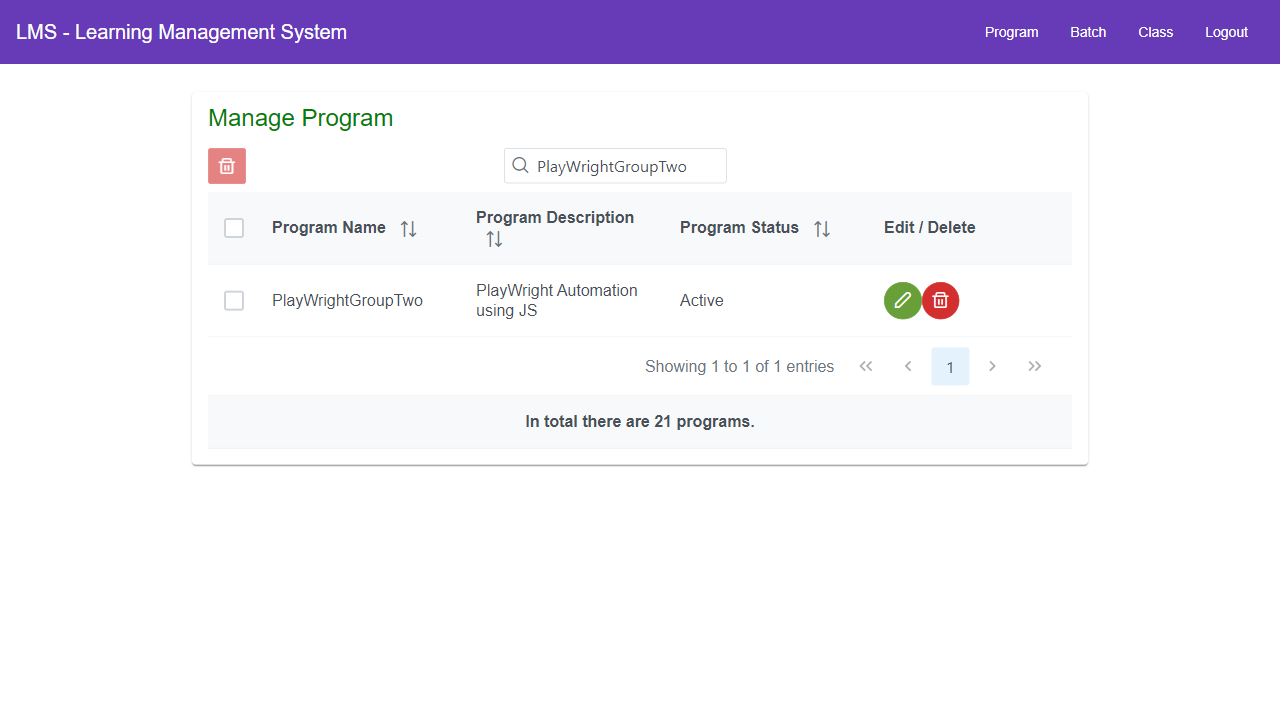 LMS - Learning Management System
Program Batch Class Logout
Manage Program
PlayWrightGroupTwo
Program Name Program Description Program Status Edit / Delete
PlayWrightGroupTwo PlayWright Automation Active
using JS
Showing 1 to 1 of 1 entries 1
In total there are 21 programs.